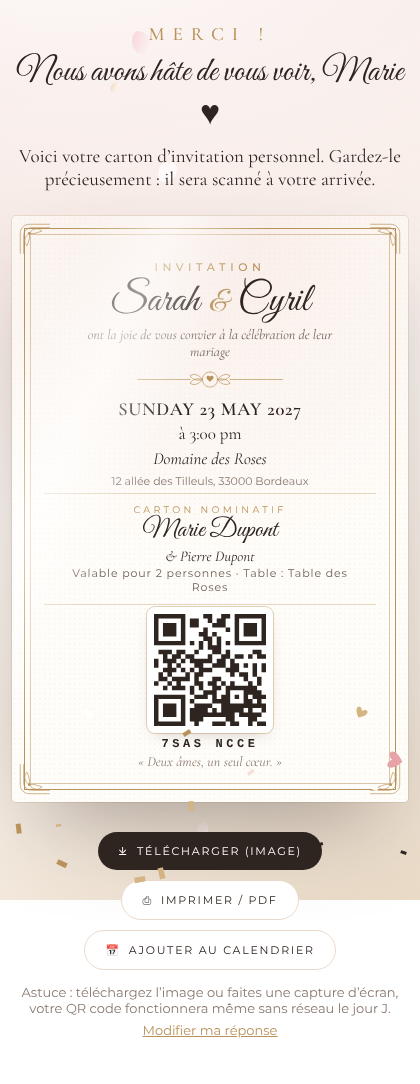 MERCI !
Nous avons hâte de vous voir, Marie
♥
Voici votre carton d'invitation personnel. Gardez-le
précieusement : il sera scanné à votre arrivée.
INVITATION
Sarah & Cyril
ont la joie de vous convier à la célébration de leur
mariage
SUNDAY 23 MAY 2027
à 3:00 pm
Domaine des Roses
12 allée des Tilleuls, 33000 Bordeaux
CARTON NOMINATIF
Marie Dupont
& Pierre Dupont
Valable pour 2 personnes · Table : Table des
Roses
7SAS NCCE
« Deux âmes, un seul cœur. »
TÉLÉCHARGER (IMAGE)
IMPRIMER / PDF
AJOUTER AU CALENDRIER
Astuce : téléchargez l'image ou faites une capture d'écran,
votre QR code fonctionnera même sans réseau le jour J.
Modifier ma réponse